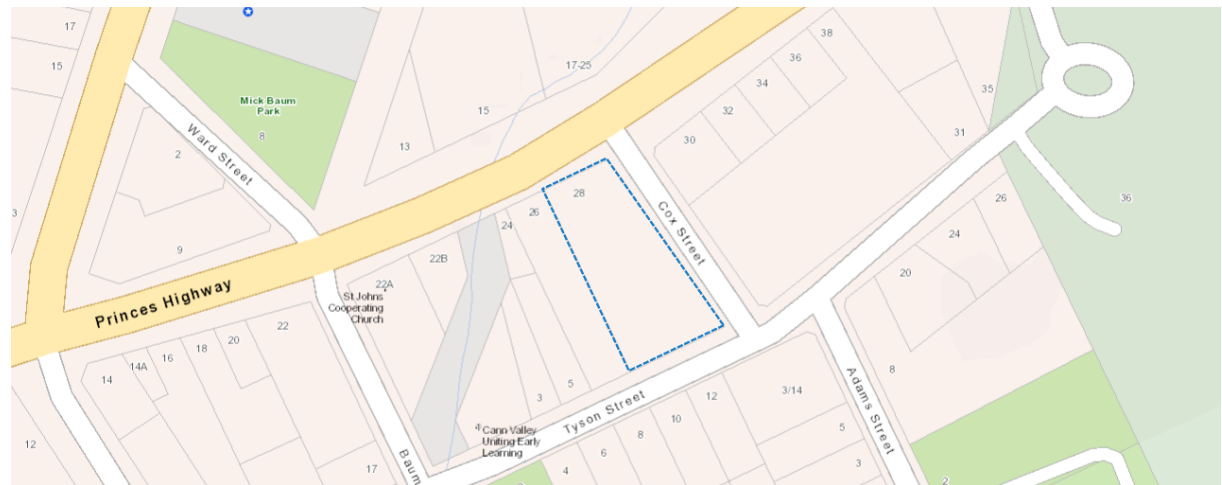 17
15
Mick Baum
Park
8
Ward Street
2
3
9
17-25
15
13
38
36
34
32
30
35
31
36
28
26
24
Cox Street
22B
22A
St Johns
Cooperating
Church
Princes Highway
26
24
20
22
20
18
16
14A
14
12
17
Baum
3
5
4
Cann Valley
Uniting Early
Learning
Tyson Street
4
6
8
10
12
3/14
5
3
Adams Street
8
2